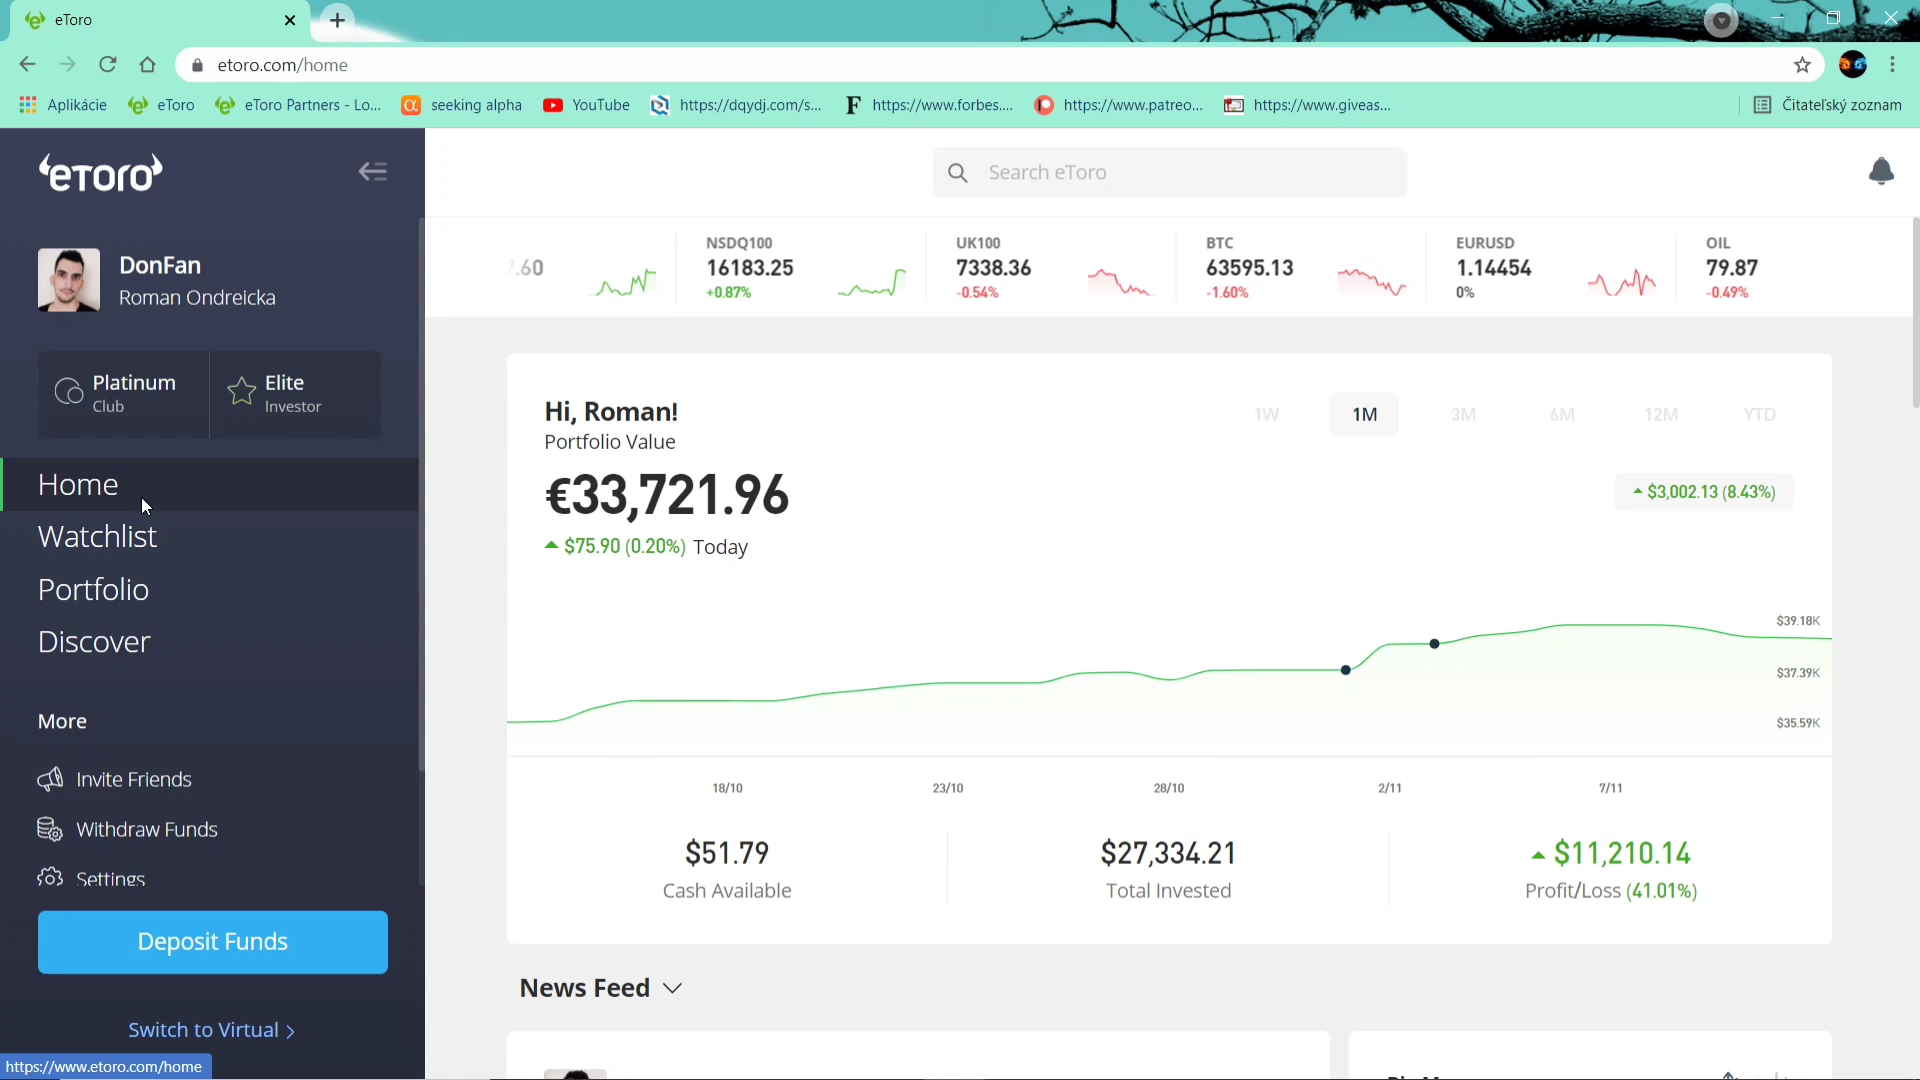 eToro
etoro.com/home
Aplikácie
eToro
eToro Partners - Lo...
seeking alpha
YouTube
https://dqydj.com/s...
https://www.forbes....
https://www.patreo...
https://www.giveas...
Čitateľský zoznam
eToro
DonFan
Roman Ondreicka
Platinum
Club
Elite
Investor
Home
Watchlist
Portfolio
Discover
More
Invite Friends
Withdraw Funds
Settings
Deposit Funds
Switch to Virtual >
https://www.etoro.com/home
Search eToro
7.60
NSDQ100
16183.25
+0.87%
UK100
7338.36
-0.54%
BTC
63595.13
-1.60%
EURUSD
1.14454
0%
OIL
79.87
-0.49%
Hi, Roman!
Portfolio Value
€33,721.96
$75.90 (0.20%) Today
1W 1M 3M 6M 12M YTD
$3,002.13 (8.43%)
$39.18K
$37.39K
$35.59K
18/10 23/10 28/10 2/11 7/11
$51.79
Cash Available
$27,334.21
Total Invested
$11,210.14
Profit/Loss (41.01%)
News Feed